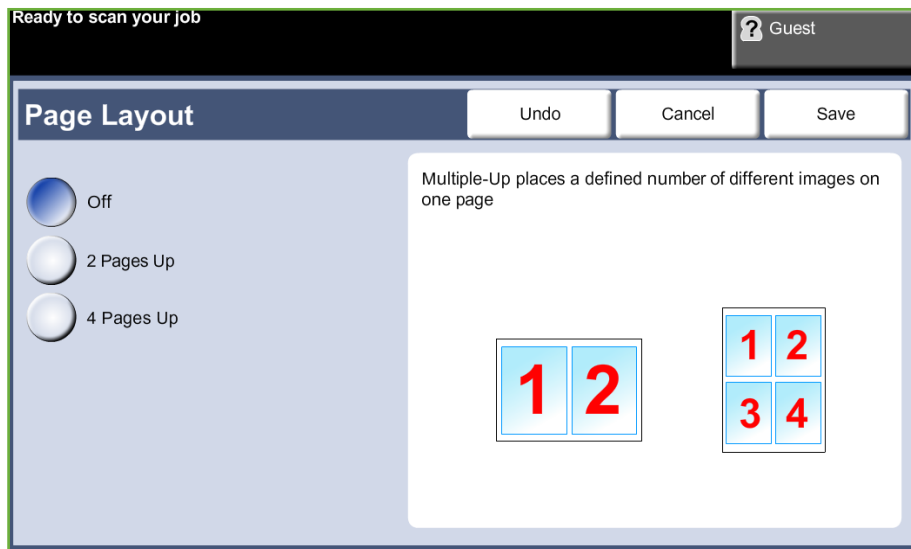 Ready to scan your job
? Guest
Page Layout
Undo
Cancel
Save
Off
2 Pages Up
4 Pages Up
Multiple-Up places a defined number of different images on
one page
1 2
1 2
3 4